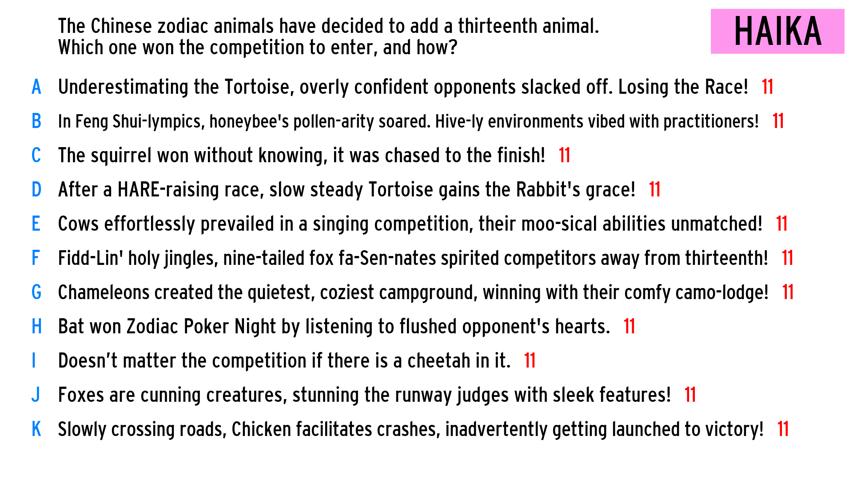 The Chinese zodiac animals have decided to add a thirteenth animal.
Which one won the competition to enter, and how?
HAIKA
A Underestimating the Tortoise, overly confident opponents slacked off. Losing the Race! 11
B In Feng Shui-lympics, honeybee's pollen-arity soared. Hive-ly environments vibed with practitioners! 11
C The squirrel won without knowing, it was chased to the finish! 11
D After a HARE-raising race, slow steady Tortoise gains the Rabbit's grace! 11
E Cows effortlessly prevailed in a singing competition, their moo-sical abilities unmatched! 11
F Fidd-Lin' holy jingles, nine-tailed fox fa-Sen-nates spirited competitors away from thirteenth! 11
G Chameleons created the quietest, coziest campground, winning with their comfy camo-lodge! 11
H Bat won Zodiac Poker Night by listening to flushed opponent's hearts. 11
I Doesn’t matter the competition if there is a cheetah in it. 11
J Foxes are cunning creatures, stunning the runway judges with sleek features! 11
K Slowly crossing roads, Chicken facilitates crashes, inadvertently getting launched to victory! 11